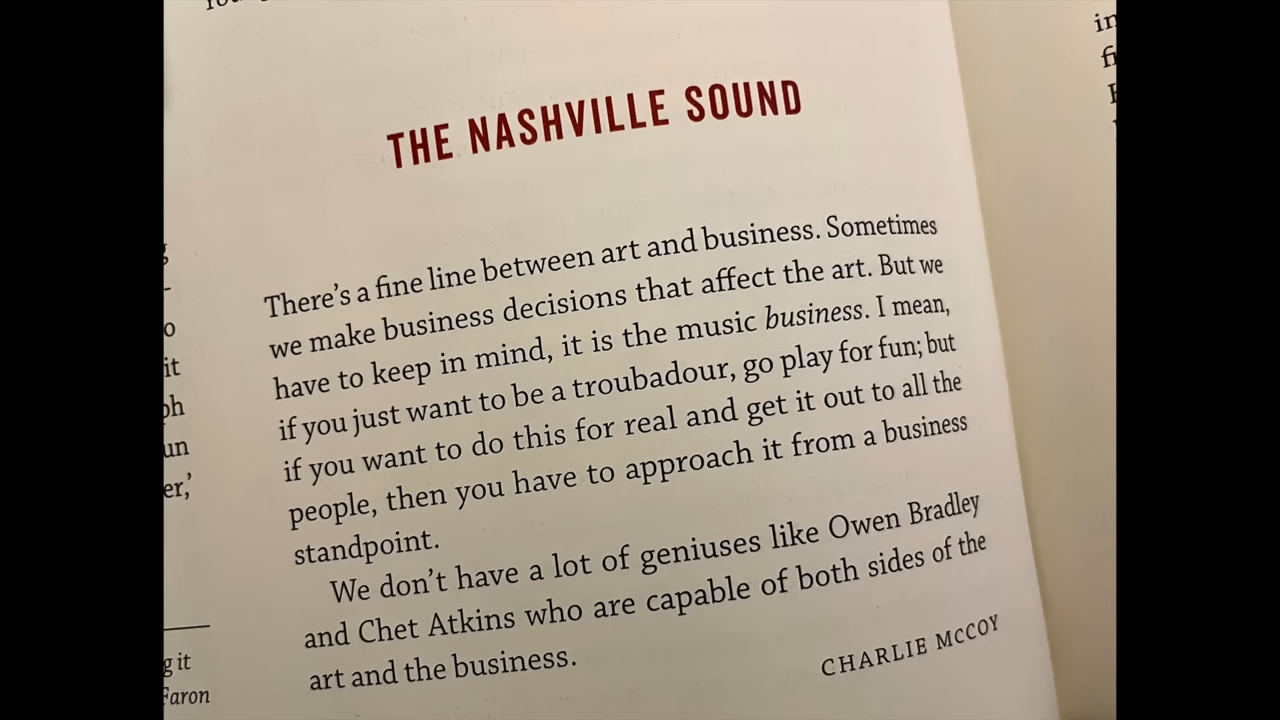 THE NASHVILLE SOUND
There's a fine line between art and business. Sometimes
we make business decisions that affect the art. But we
have to keep in mind, it is the music business. I mean,
if you just want to be a troubadour, go play for fun; but
if you want to do this for real and get it out to all the
people, then you have to approach it from a business
standpoint.
We don't have a lot of geniuses like Owen Bradley
and Chet Atkins who are capable of both sides of the
art and the business.
CHARLIE McCOY
it
er,'
g it
Faron
in